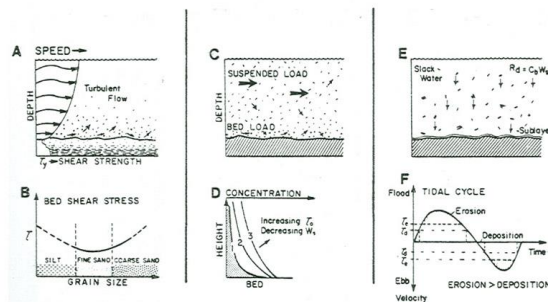 A SPEED
DEPTH
Turbulent
Flow
τy SHEAR STRENGTH
B BED SHEAR STRESS
τ
SILT FINE SAND COARSE SAND
GRAIN SIZE
C
DEPTH
SUSPENDED LOAD
BED LOAD
D CONCENTRATION
HEIGHT
1 2 3
Increasing
Decreasing Ws
BED
E
Slack-
Water
Sublayer
F TIDAL CYCLE
Flood
Erosion
Deposition
Time
Ebb
Velocity
EROSION > DEPOSITION